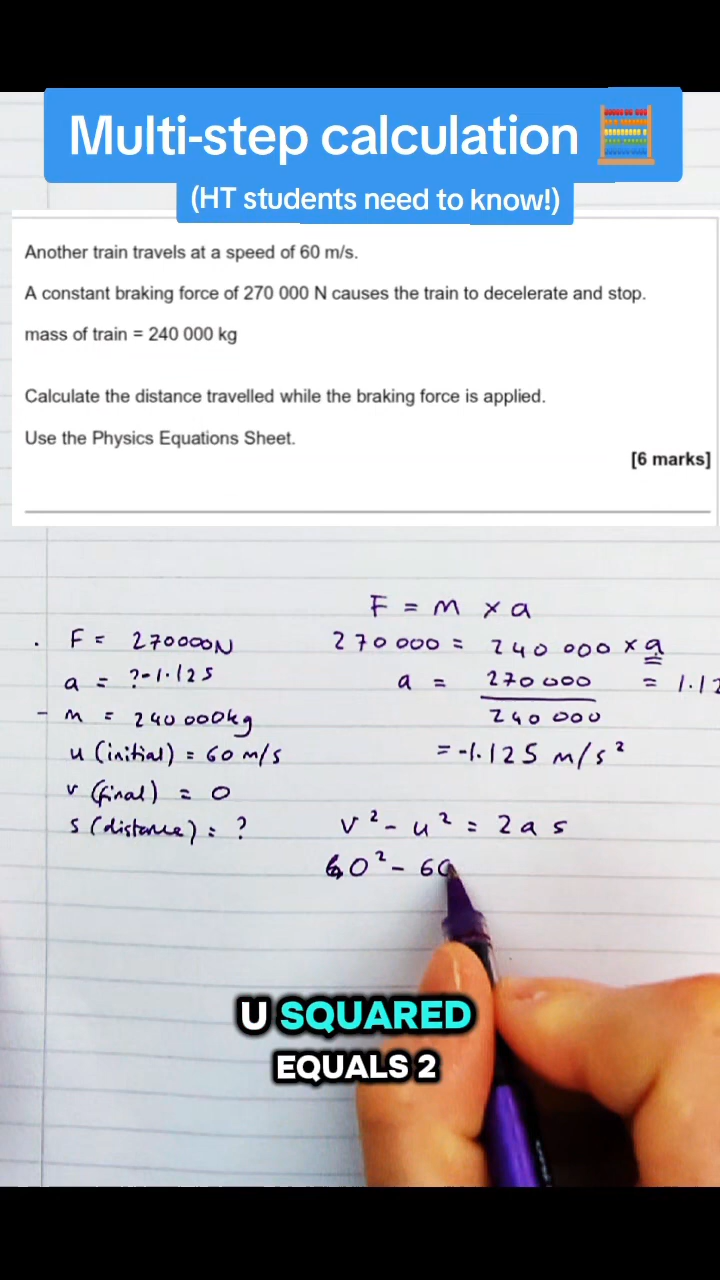 Multi-step calculation 🧮
(HT students need to know!)
Another train travels at a speed of 60 m/s.
A constant braking force of 270 000 N causes the train to decelerate and stop.
mass of train = 240 000 kg
Calculate the distance travelled while the braking force is applied.
Use the Physics Equations Sheet.
[6 marks]
F = m × a
. F = 270000N
270 000 = 240 000 × a
a = ?-1.125
a = 270 000 = 1.12
240 000
- m = 240 000kg
u (initial) = 60 m/s
= -1.125 m/s²
v (final) = 0
s (distance) = ?
v² - u² = 2 a s
0² - 60
U SQUARED
EQUALS 2